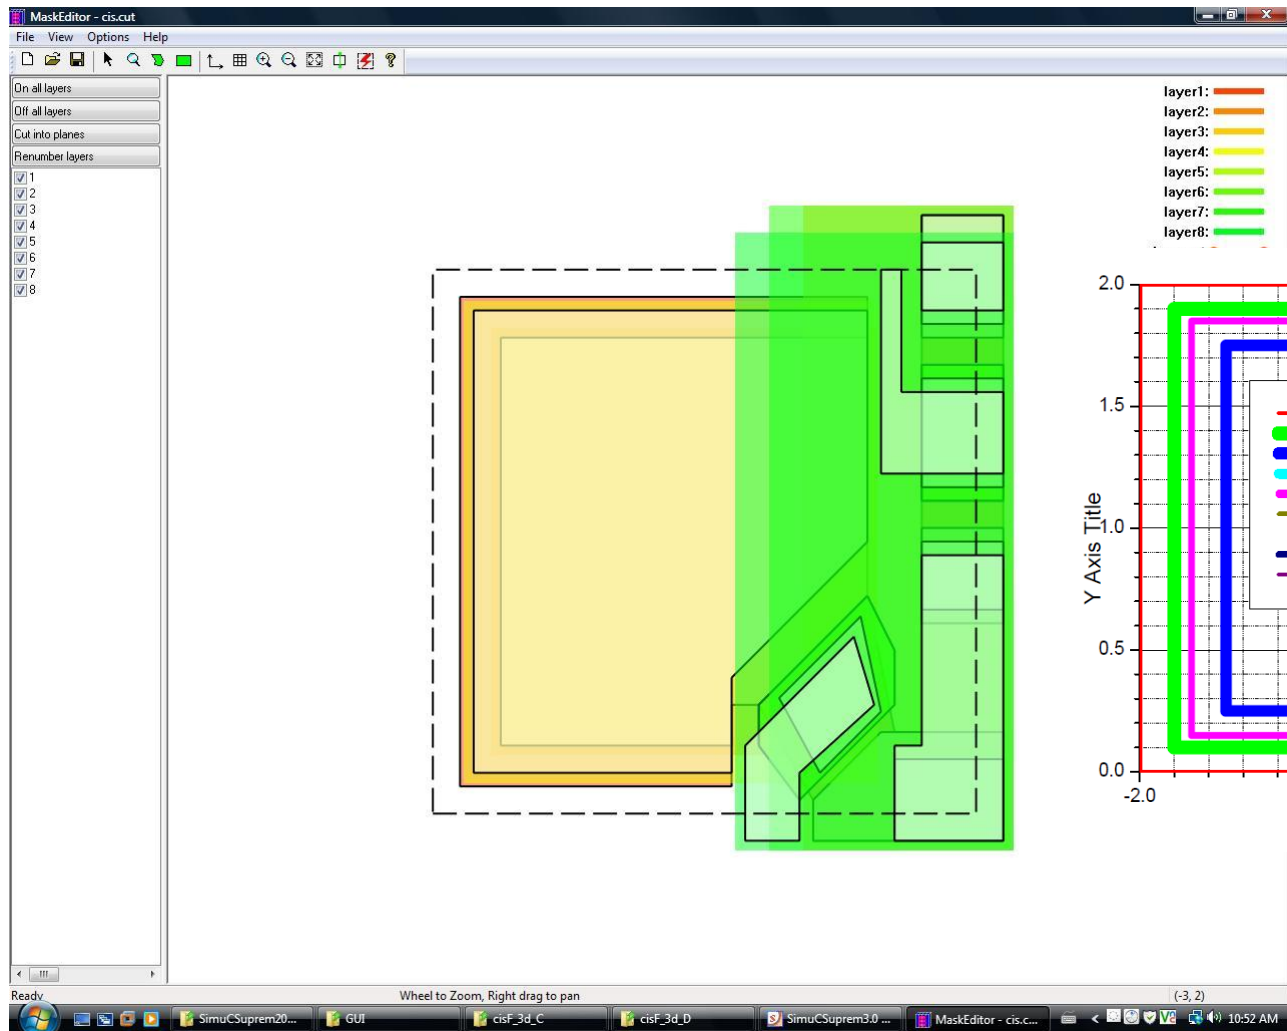 MaskEditor - cis.cut
File View Options Help
On all layers
Off all layers
Cut into planes
Renumber layers
1
2
3
4
5
6
7
8
layer1:
layer2:
layer3:
layer4:
layer5:
layer6:
layer7:
layer8:
2.0
1.5
1.0
0.5
0.0
-2.0
Y Axis Title
Ready
Wheel to Zoom, Right drag to pan
(-3, 2)
SimuCSuprem20...
GUI
cisF_3d_C
cisF_3d_D
SimuCSuprem3.0 ...
MaskEditor - cis.c...
10:52 AM